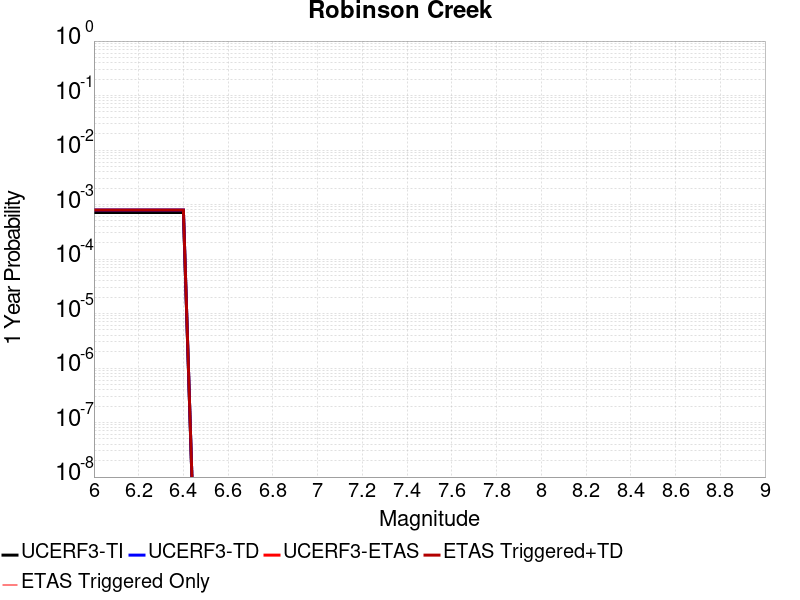 Robinson Creek
10^0
10^-1
10^-2
10^-3
10^-4
10^-5
10^-6
10^-7
10^-8
1 Year Probability
6 6.2 6.4 6.6 6.8 7 7.2 7.4 7.6 7.8 8 8.2 8.4 8.6 8.8 9
Magnitude
UCERF3-TI UCERF3-TD UCERF3-ETAS ETAS Triggered+TD
ETAS Triggered Only